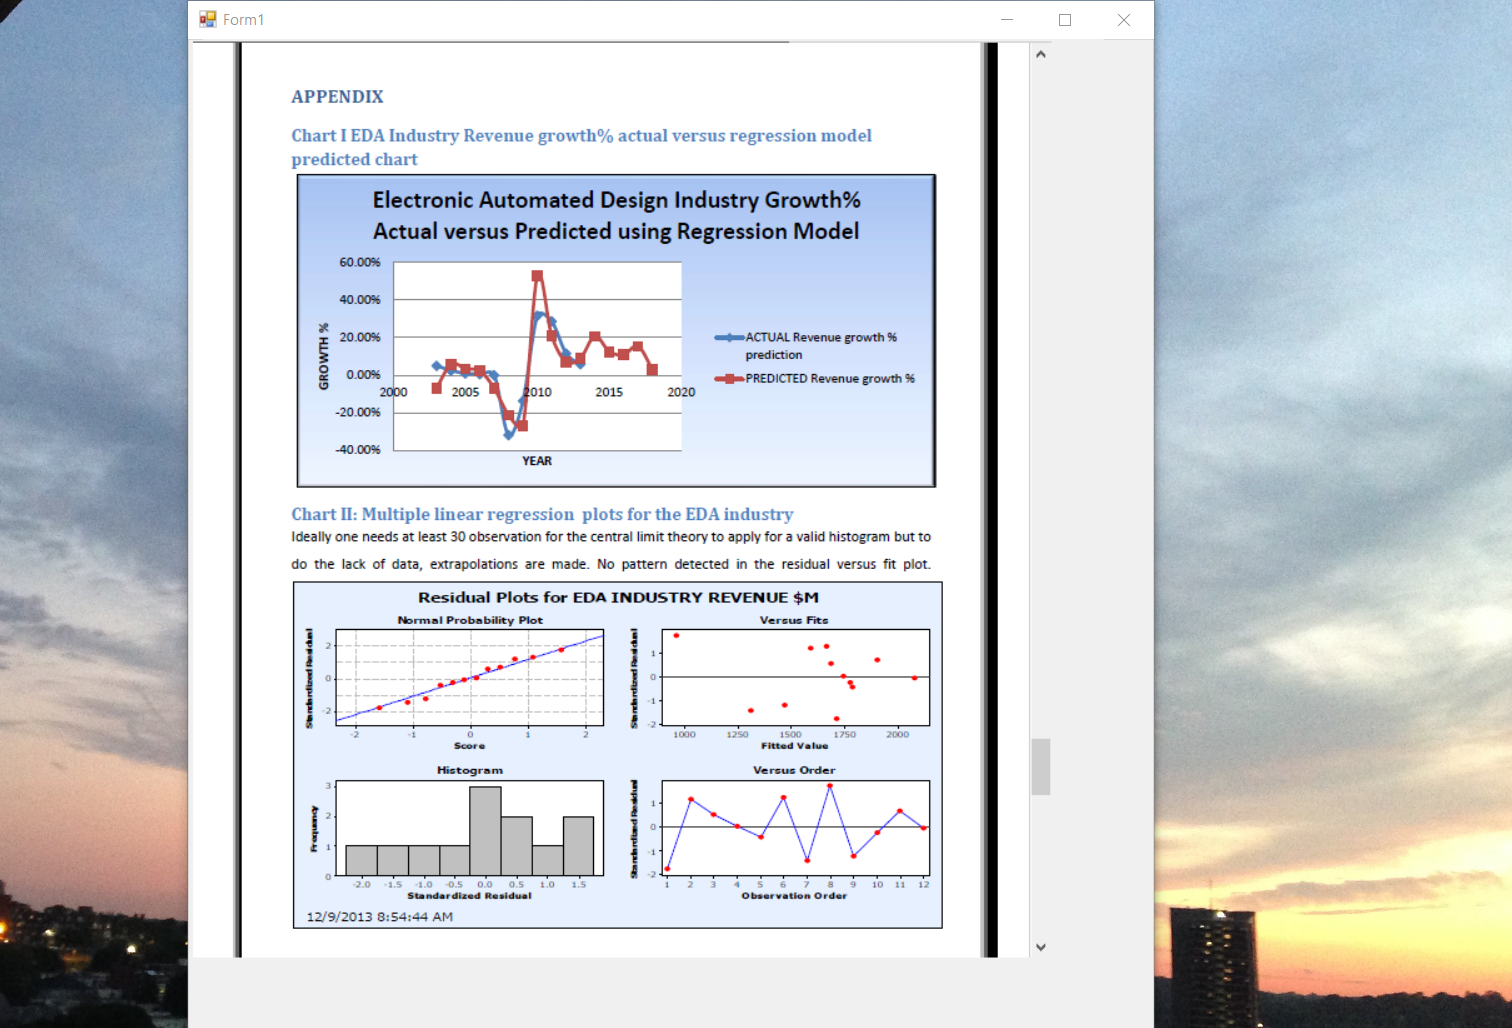 Form1
APPENDIX
Chart I EDA Industry Revenue growth% actual versus regression model
predicted chart
Electronic Automated Design Industry Growth%
Actual versus Predicted using Regression Model
60.00%
40.00%
20.00%
0.00%
-20.00%
-40.00%
GROWTH %
2000 2005 2010 2015 2020
YEAR
ACTUAL Revenue growth %
prediction
PREDICTED Revenue growth %
Chart II: Multiple linear regression plots for the EDA industry
Ideally one needs at least 30 observation for the central limit theory to apply for a valid histogram but to
do the lack of data, extrapolations are made. No pattern detected in the residual versus fit plot.
Residual Plots for EDA INDUSTRY REVENUE $M
Normal Probability Plot
Standardized Residual
2
0
-2
-2 -1 0 1 2
Score
Versus Fits
Standardized Residual
1
0
-1
-2
1000 1250 1500 1750 2000
Fitted Value
Histogram
Frequency
3
2
1
0
-2.0 -1.5 -1.0 -0.5 0.0 0.5 1.0 1.5
Standardized Residual
Versus Order
Standardized Residual
1
0
-1
-2
1 2 3 4 5 6 7 8 9 10 11 12
Observation Order
12/9/2013 8:54:44 AM